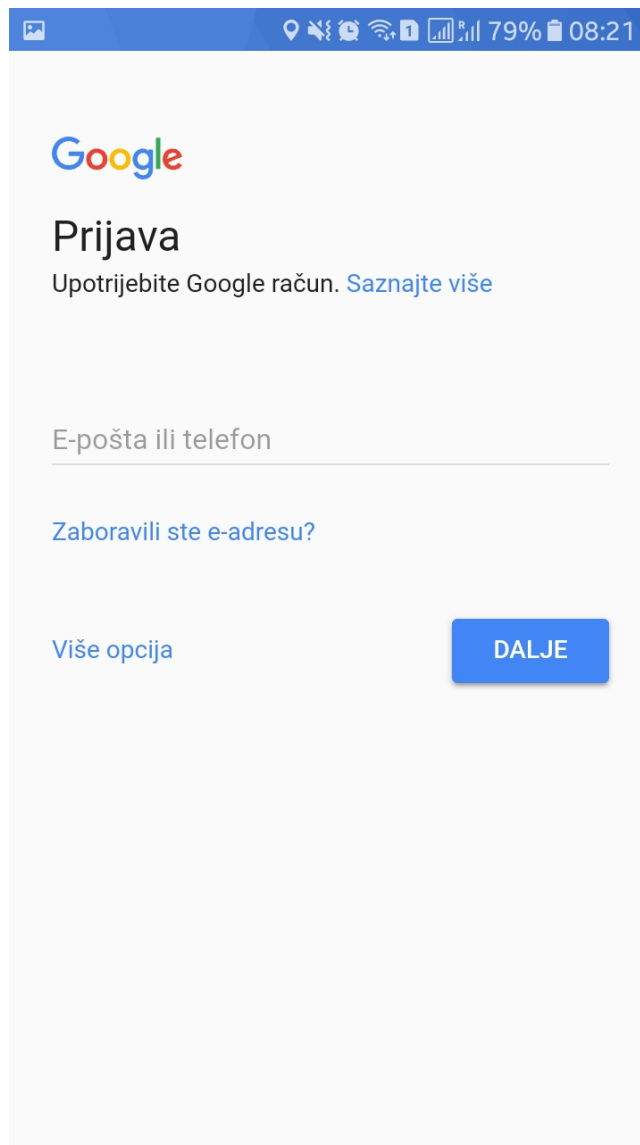 1 R 79% 08:21
Google
Prijava
Upotrijebite Google račun. Saznajte više
E-pošta ili telefon
Zaboravili ste e-adresu?
Više opcija DALJE